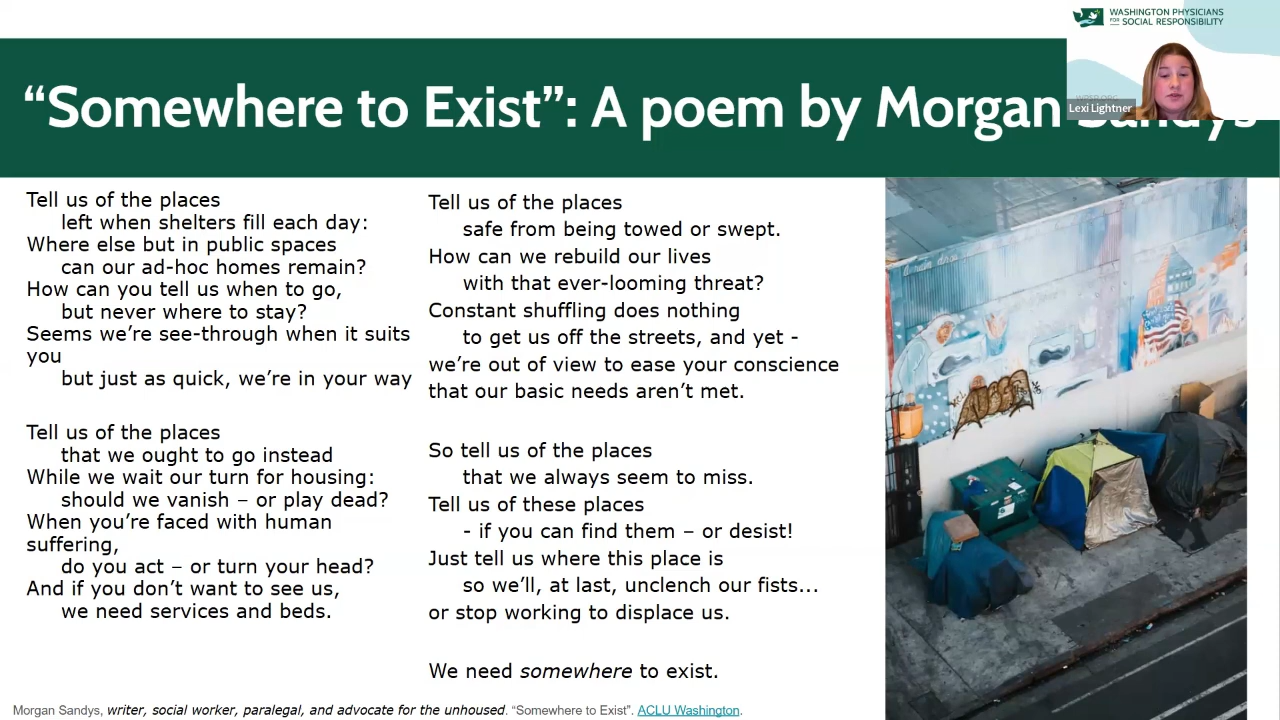 WASHINGTON PHYSICIANS
FOR SOCIAL RESPONSIBILITY
“Somewhere to Exist”: A poem by Morgan Sandys
Lexi Lightner
Tell us of the places
left when shelters fill each day:
Where else but in public spaces
can our ad-hoc homes remain?
How can you tell us when to go,
but never where to stay?
Seems we’re see-through when it suits
you
but just as quick, we’re in your way
Tell us of the places
that we ought to go instead
While we wait our turn for housing:
should we vanish – or play dead?
When you’re faced with human
suffering,
do you act – or turn your head?
And if you don’t want to see us,
we need services and beds.
Tell us of the places
safe from being towed or swept.
How can we rebuild our lives
with that ever-looming threat?
Constant shuffling does nothing
to get us off the streets, and yet -
we’re out of view to ease your conscience
that our basic needs aren’t met.
So tell us of the places
that we always seem to miss.
Tell us of these places
- if you can find them – or desist!
Just tell us where this place is
so we’ll, at last, unclench our fists...
or stop working to displace us.
We need somewhere to exist.
Morgan Sandys, writer, social worker, paralegal, and advocate for the unhoused. “Somewhere to Exist”. ACLU Washington.